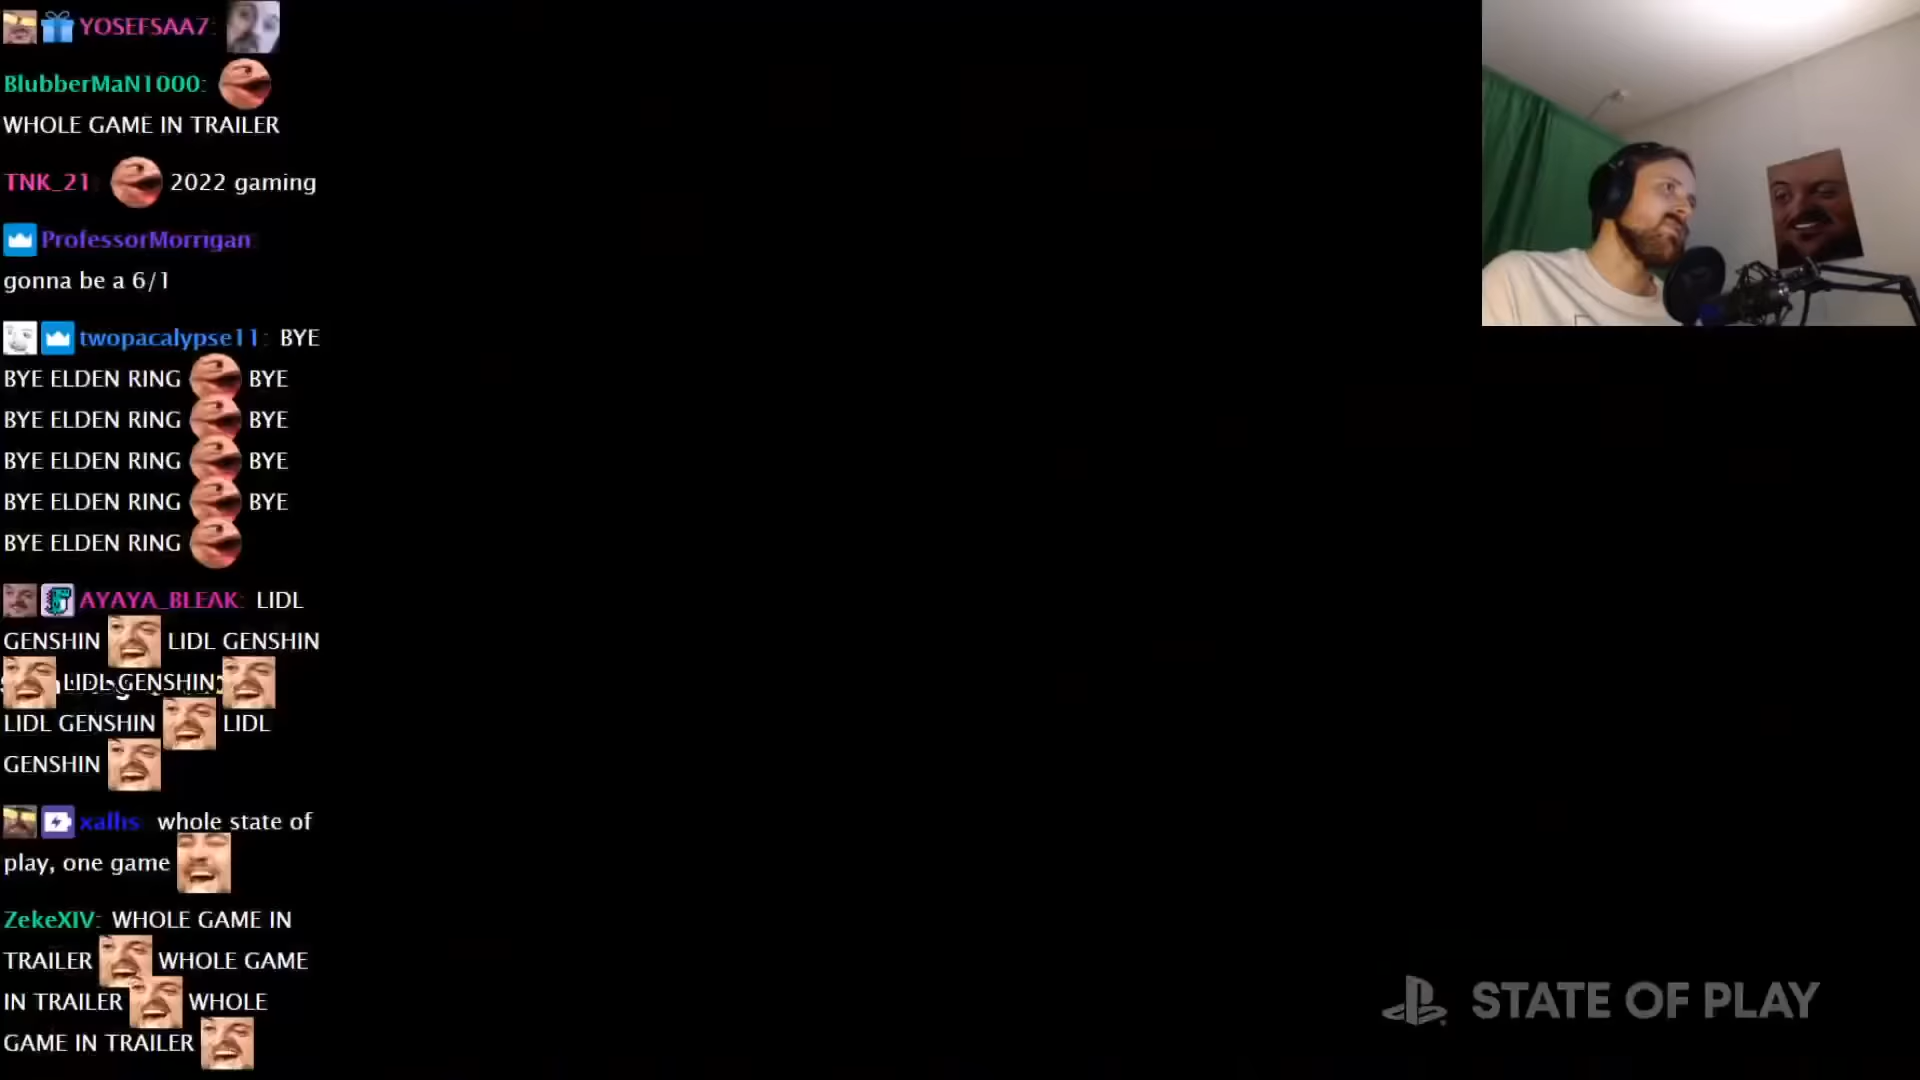 YOSEFSAA7:
BlubberMaN1000:
WHOLE GAME IN TRAILER
TNK_21: 2022 gaming
ProfessorMorrigan
gonna be a 6/1
twopacalypse11: BYE
BYE ELDEN RING BYE
BYE ELDEN RING BYE
BYE ELDEN RING BYE
BYE ELDEN RING BYE
BYE ELDEN RING
AYAYA_BLEAK: LIDL
GENSHIN LIDL GENSHIN
LIDL GENSHIN
LIDL GENSHIN LIDL
GENSHIN
xalhs whole state of
play, one game
ZekeXIV: WHOLE GAME IN
TRAILER WHOLE GAME
IN TRAILER WHOLE
GAME IN TRAILER
STATE OF PLAY